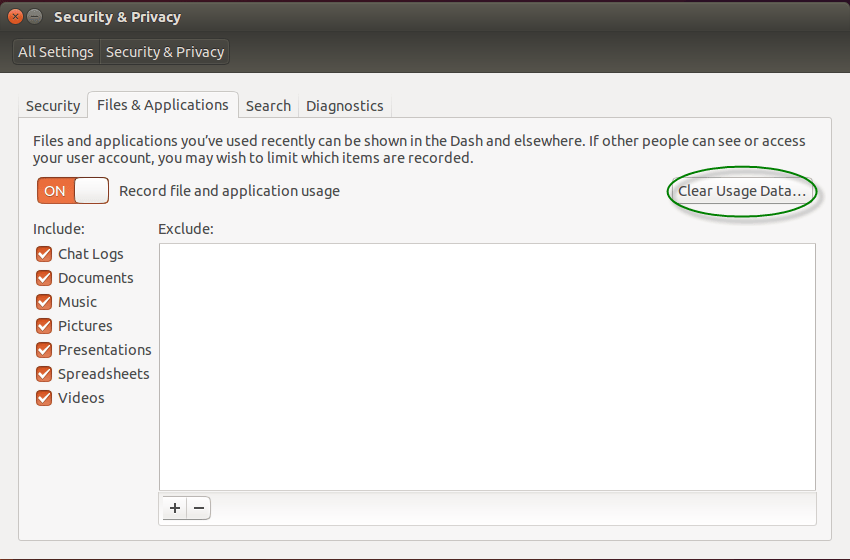 Security & Privacy
All Settings Security & Privacy
Security Files & Applications Search Diagnostics
Files and applications you’ve used recently can be shown in the Dash and elsewhere. If other people can see or access
your user account, you may wish to limit which items are recorded.
ON Record file and application usage Clear Usage Data…
Include: Exclude:
Chat Logs
Documents
Music
Pictures
Presentations
Spreadsheets
Videos